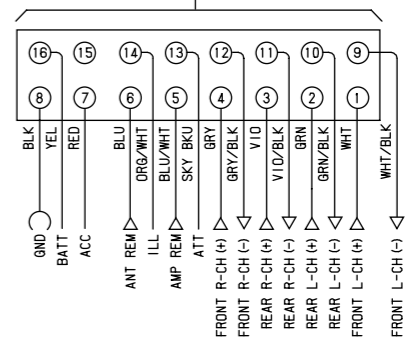 16 15 14 13 12 11 10 9
8 7 6 5 4 3 2 1
BLK
YEL
RED
BLU
ORG/WHT
BLU/WHT
SKY BKU
GRY
GRY/BLK
VIO
VIO/BLK
GRN
GRN/BLK
WHT
WHT/BLK
GND
BATT
ACC
ANT REM
ILL
AMP REM
ATT
FRONT R-CH (+)
FRONT R-CH (-)
REAR R-CH (+)
REAR R-CH (-)
REAR L-CH (+)
REAR L-CH (-)
FRONT L-CH (+)
FRONT L-CH (-)